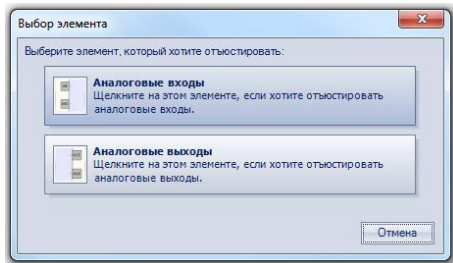 Выбор элемента
Выберите элемент, который хотите отъюстировать:
Аналоговые входы
Щелкните на этом элементе, если хотите отъюстировать
аналоговые входы.
Аналоговые выходы
Щелкните на этом элементе, если хотите отъюстировать
аналоговые выходы.
Отмена